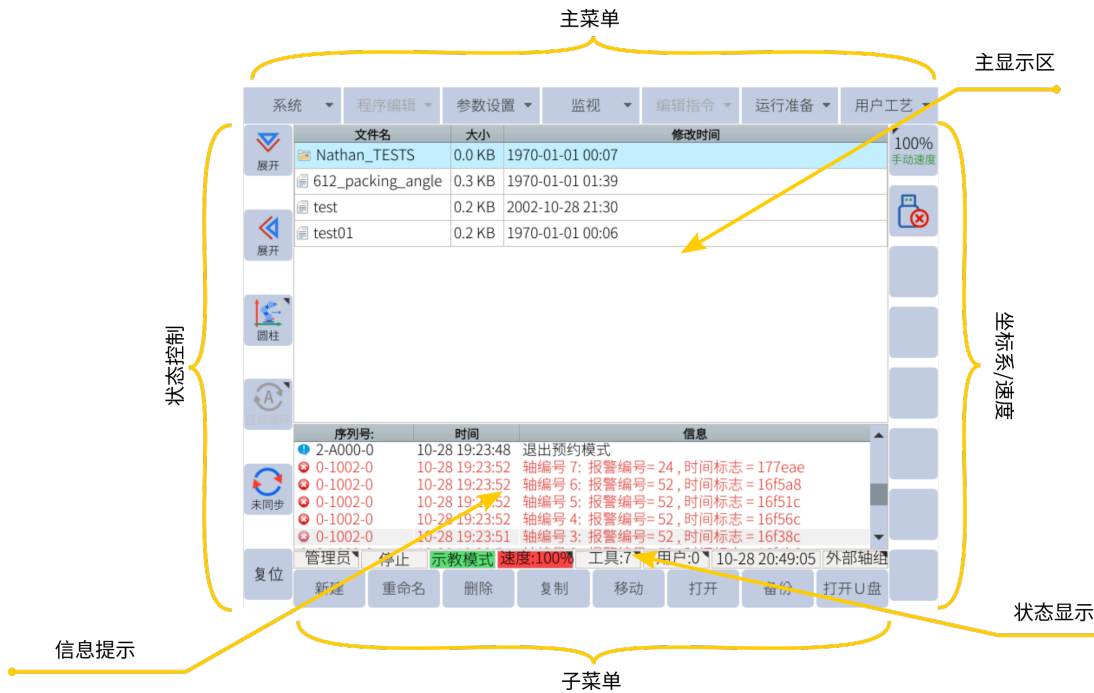 主菜单
主显示区
系统 程序编辑 参数设置 监视 编辑指令 运行准备 用户工艺
状态控制
展开
展开
圆柱
未同步
复位
文件名 大小 修改时间
Nathan_TESTS 0.0 KB 1970-01-01 00:07
612_packing_angle 0.3 KB 1970-01-01 01:39
test 0.2 KB 2002-10-28 21:30
test01 0.2 KB 1970-01-01 00:06
100%
手动速度
坐标系/速度
序列号: 时间 信息
2-A000-0 10-28 19:23:48 退出预约模式
0-1002-0 10-28 19:23:52 轴编号 7: 报警编号= 24 , 时间标志 = 177eae
0-1002-0 10-28 19:23:52 轴编号 6: 报警编号= 52 , 时间标志 = 16f5a8
0-1002-0 10-28 19:23:52 轴编号 5: 报警编号= 52 , 时间标志 = 16f51c
0-1002-0 10-28 19:23:52 轴编号 4: 报警编号= 52 , 时间标志 = 16f56c
0-1002-0 10-28 19:23:51 轴编号 3: 报警编号= 52 , 时间标志 = 16f38c
管理员 停止 示教模式 速度:100% 工具:7 用户:0 10-28 20:49:05 外部轴组
新建 重命名 删除 复制 移动 打开 备份 打开U盘
状态显示
信息提示
子菜单